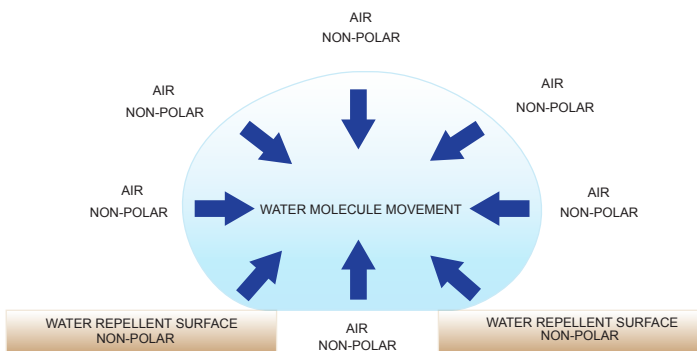 AIR
NON-POLAR
AIR
NON-POLAR
AIR
NON-POLAR
AIR
NON-POLAR
WATER MOLECULE MOVEMENT
AIR
NON-POLAR
WATER REPELLENT SURFACE
NON-POLAR
AIR
NON-POLAR
WATER REPELLENT SURFACE
NON-POLAR